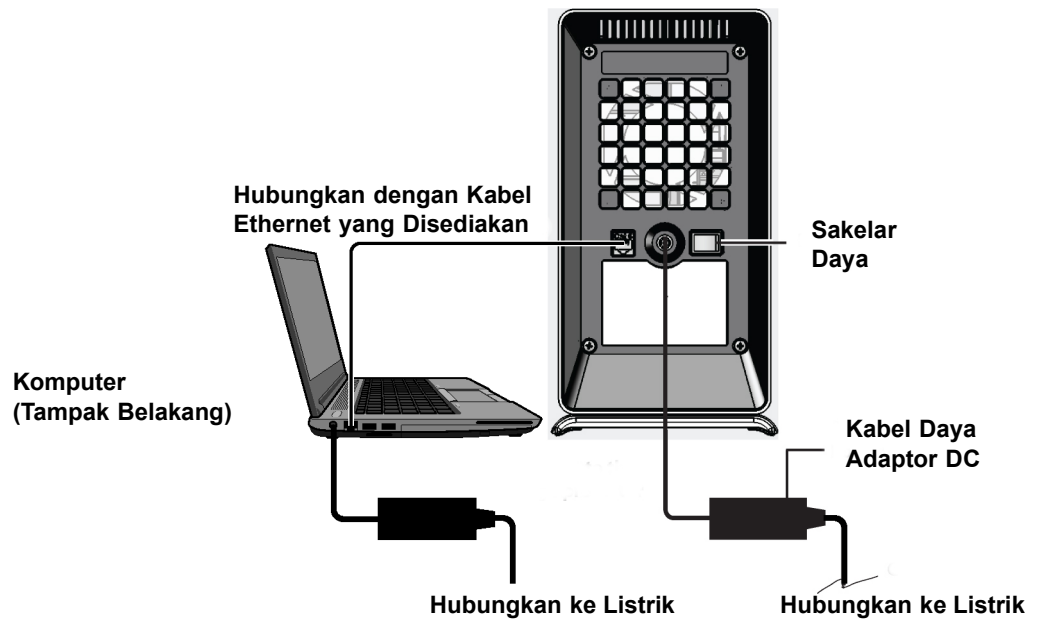 Hubungkan dengan Kabel
Ethernet yang Disediakan
Sakelar
Daya
Komputer
(Tampak Belakang)
Kabel Daya
Adaptor DC
Hubungkan ke Listrik
Hubungkan ke Listrik